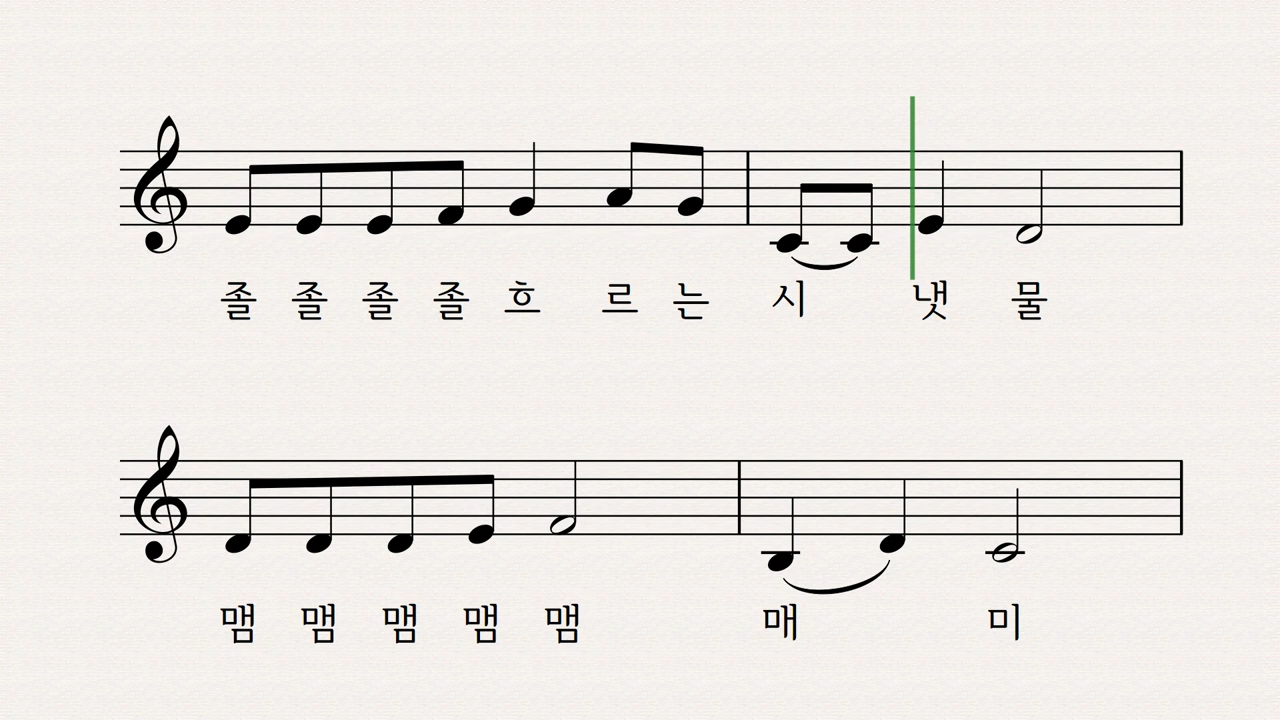 졸 졸 졸 졸 흐 르 는 시 냇 물
맴 맴 맴 맴 맴 매 미